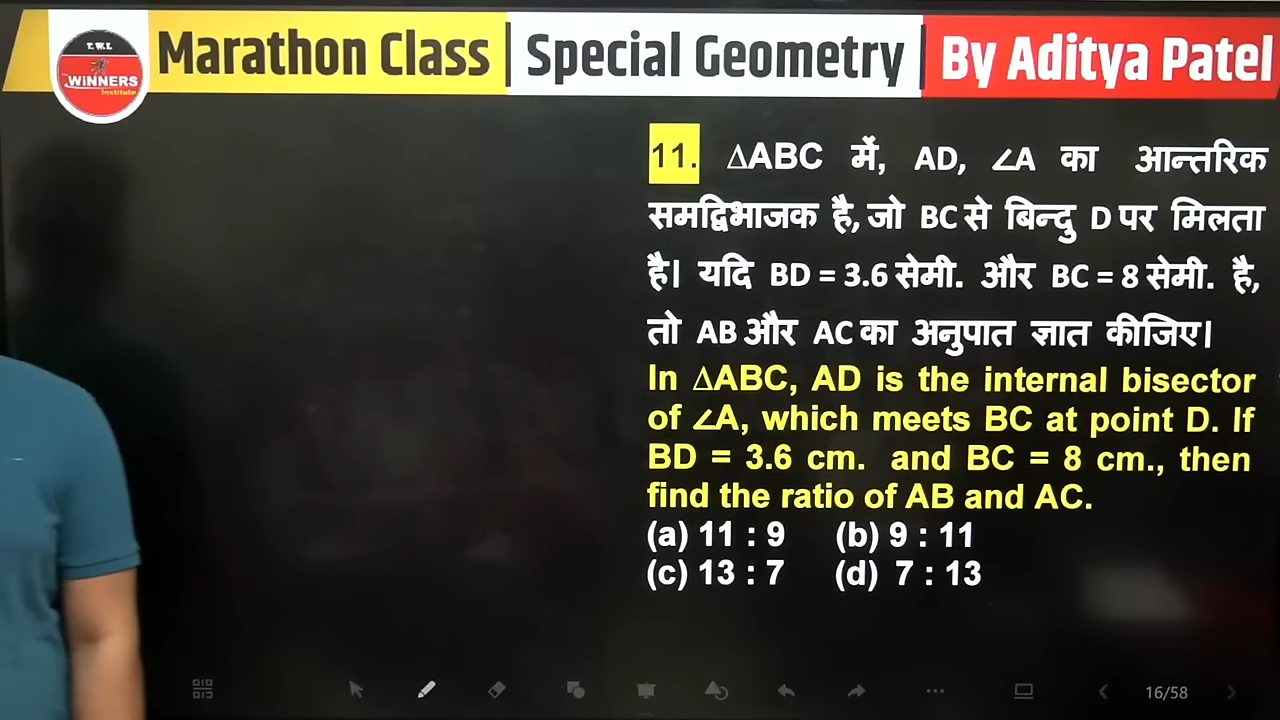 T.W.I.
The
WINNERS
Institute
Marathon Class | Special Geometry | By Aditya Patel
11. ∆ABC में, AD, ∠A का आन्तरिक
समद्विभाजक है, जो BC से बिन्दु D पर मिलता
है। यदि BD = 3.6 सेमी. और BC = 8 सेमी. है,
तो AB और AC का अनुपात ज्ञात कीजिए।
In ∆ABC, AD is the internal bisector
of ∠A, which meets BC at point D. If
BD = 3.6 cm. and BC = 8 cm., then
find the ratio of AB and AC.
(a) 11 : 9 (b) 9 : 11
(c) 13 : 7 (d) 7 : 13
16/58